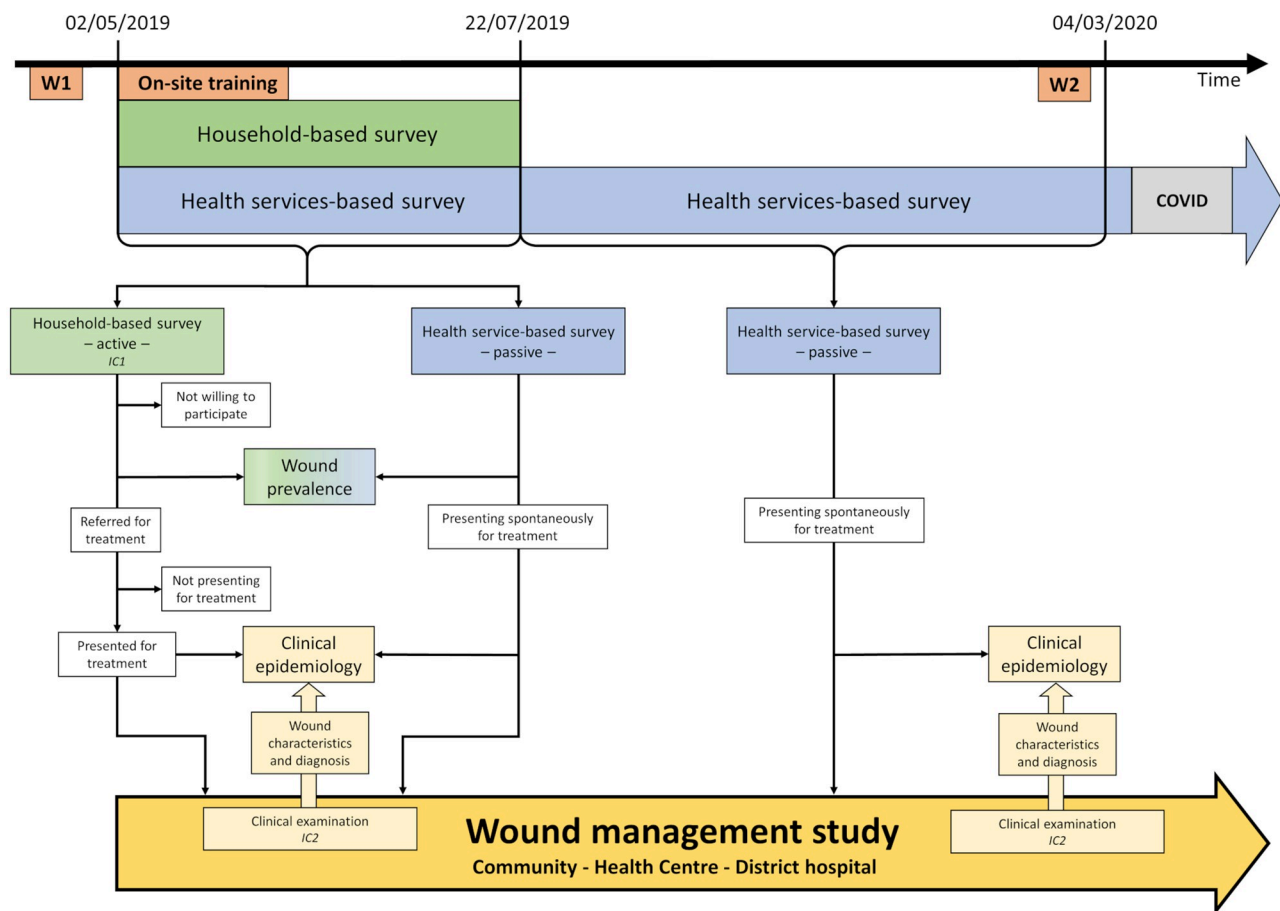 02/05/2019
22/07/2019
04/03/2020
W1
On-site training
W2
Time
Household-based survey
Health services-based survey
Health services-based survey
COVID
Household-based survey
– active –
IC1
Health service-based survey
– passive –
Health service-based survey
– passive –
Not willing to
participate
Wound
prevalence
Referred for
treatment
Presenting spontaneously
for treatment
Presenting spontaneously
for treatment
Not presenting
for treatment
Presented for
treatment
Clinical
epidemiology
Clinical
epidemiology
Wound
characteristics
and diagnosis
Wound
characteristics
and diagnosis
Clinical examination
IC2
Wound management study
Community - Health Centre - District hospital
Clinical examination
IC2